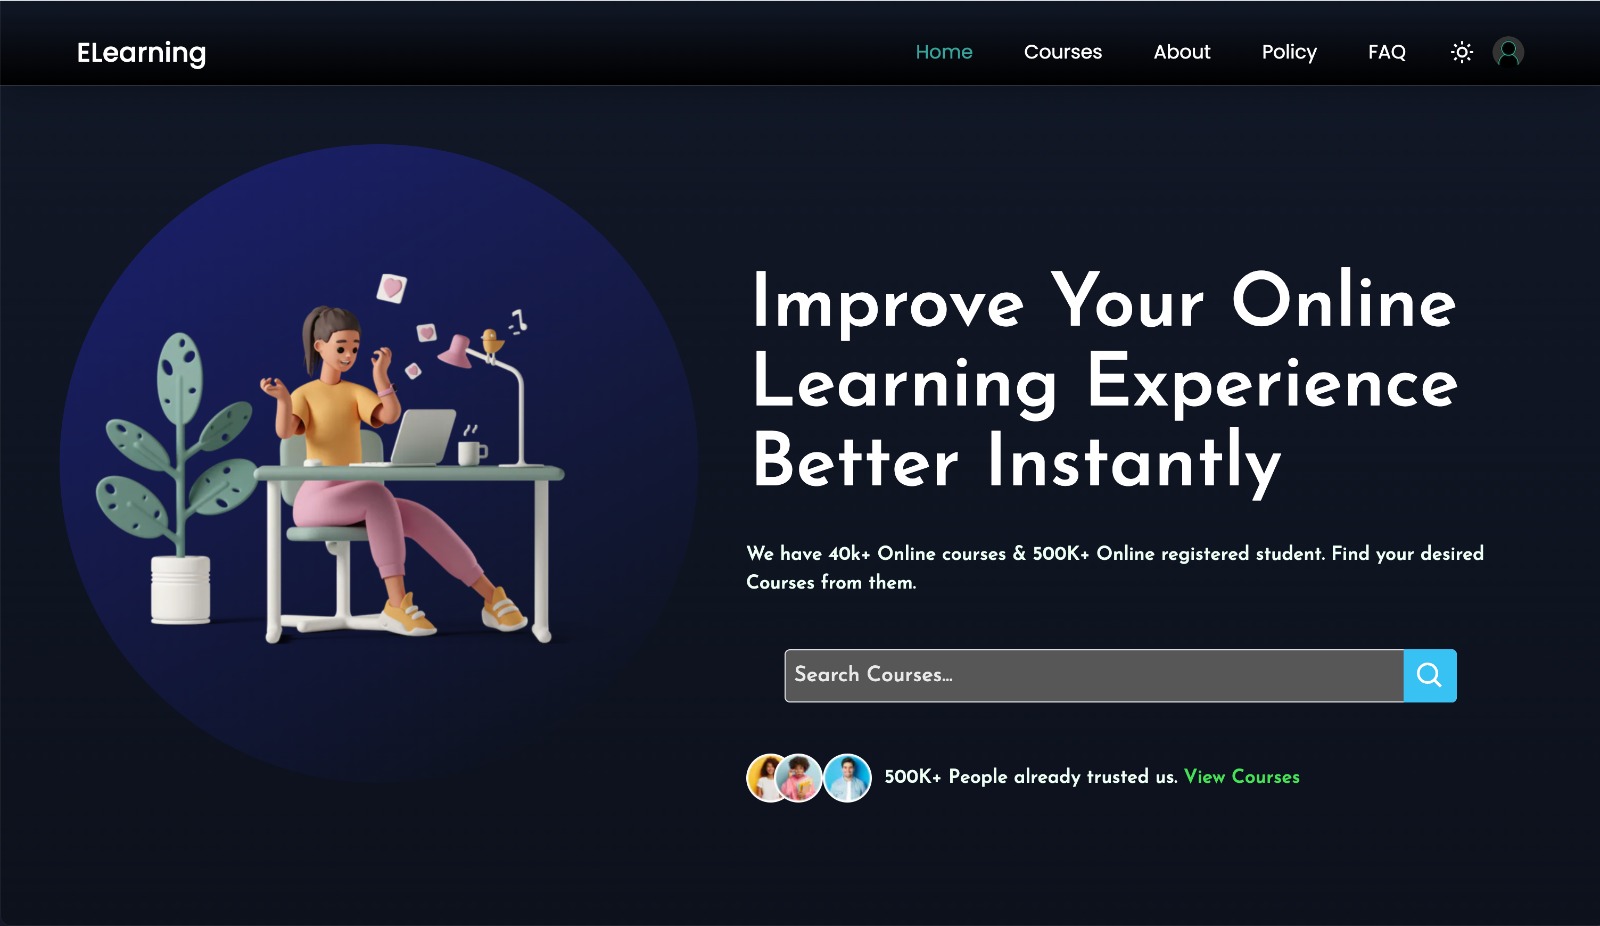 ELearning
Home Courses About Policy FAQ
Improve Your Online
Learning Experience
Better Instantly
We have 40k+ Online courses & 500K+ Online registered student. Find your desired
Courses from them.
Search Courses...
500K+ People already trusted us. View Courses